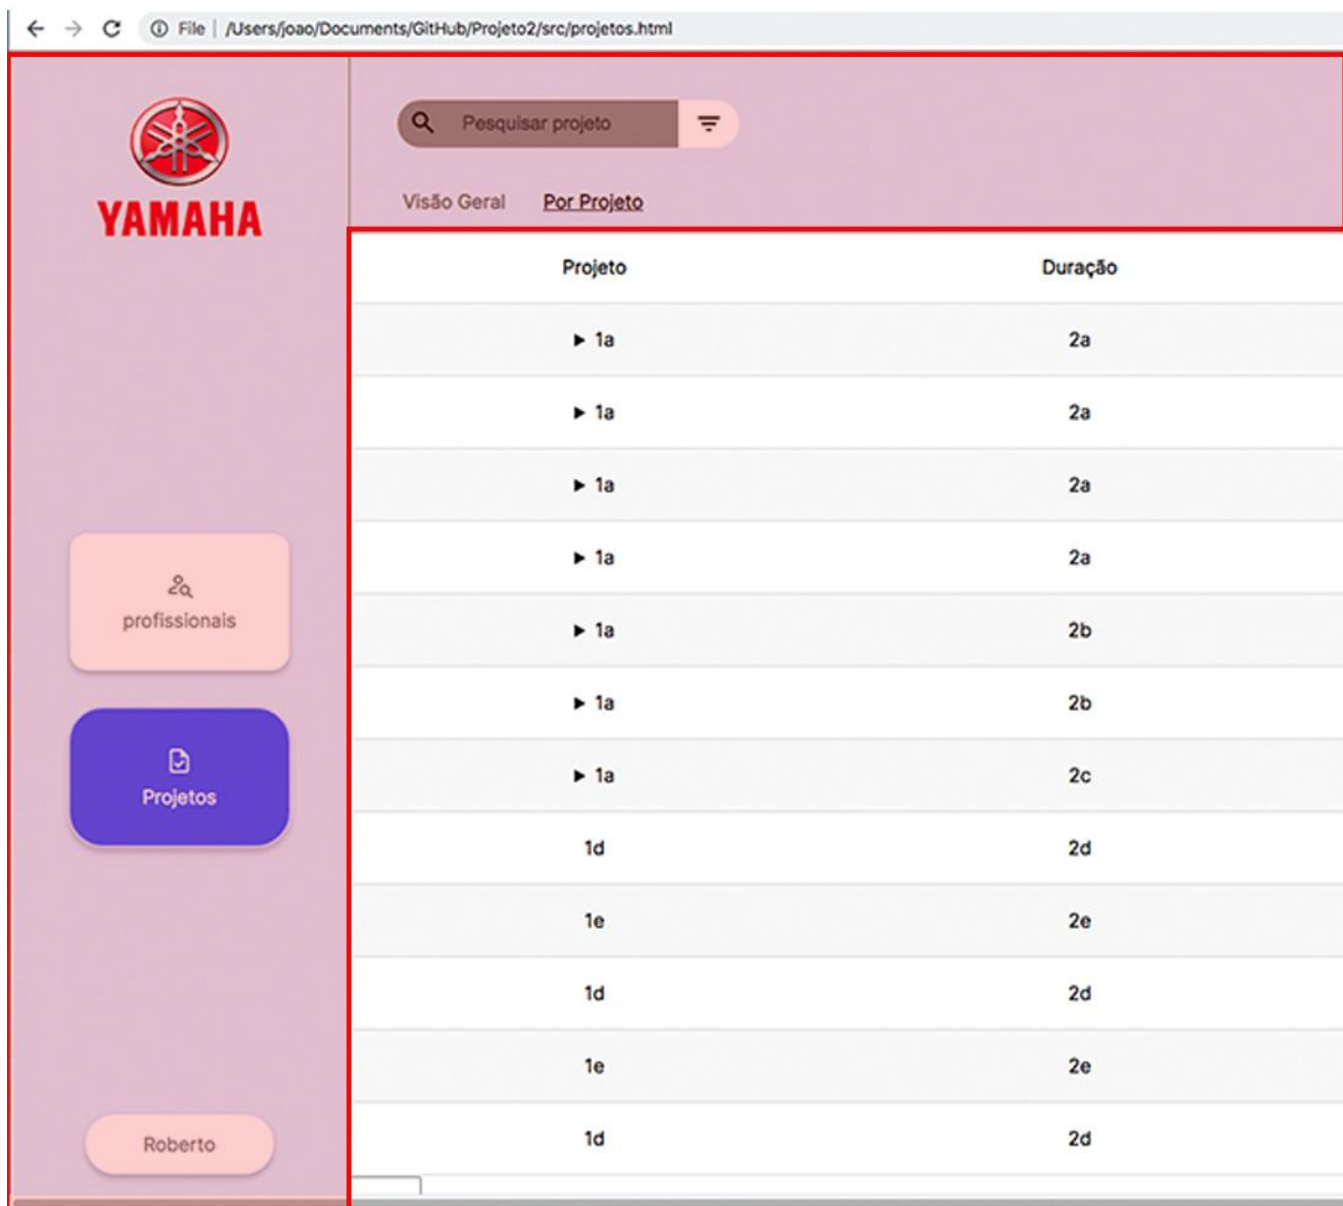 File | /Users/joao/Documents/GitHub/Projeto2/src/projetos.html
YAMAHA
Pesquisar projeto
Visão Geral Por Projeto
Projeto Duração
1a 2a
1a 2a
1a 2a
1a 2a
1a 2b
1a 2b
1a 2c
1d 2d
1e 2e
1d 2d
1e 2e
1d 2d
profissionais
Projetos
Roberto